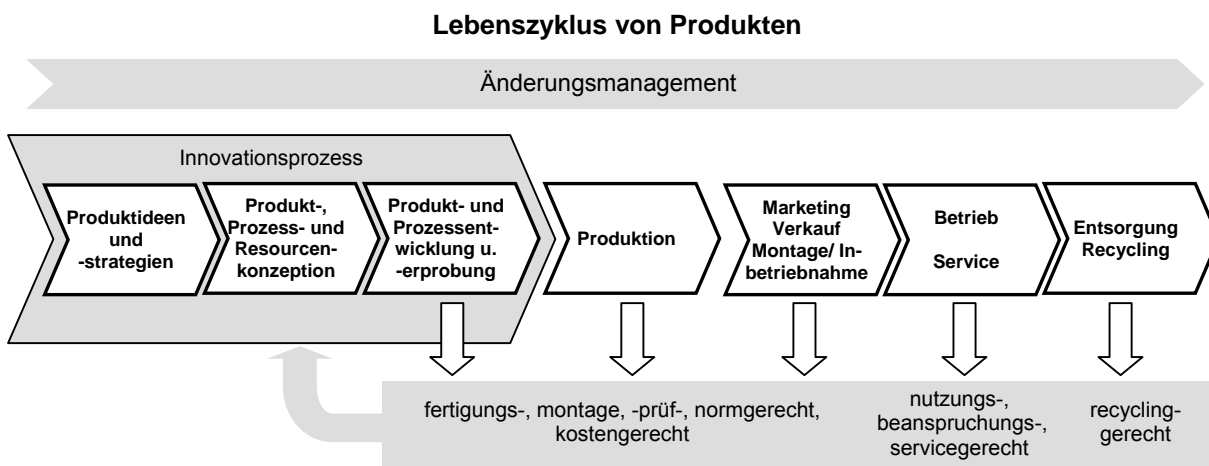 Lebenszyklus von Produkten
Änderungsmanagement
Innovationsprozess
Produktideen
und
-strategien
Produkt-,
Prozess- und
Resourcen-
konzeption
Produkt- und
Prozessent-
wicklung u.
-erprobung
Produktion
Marketing
Verkauf
Montage/ In-
betriebnahme
Betrieb
Service
Entsorgung
Recycling
fertigungs-, montage, -prüf-, normgerecht,
kostengerecht
nutzungs-,
beanspruchungs-,
servicegerecht
recycling-
gerecht